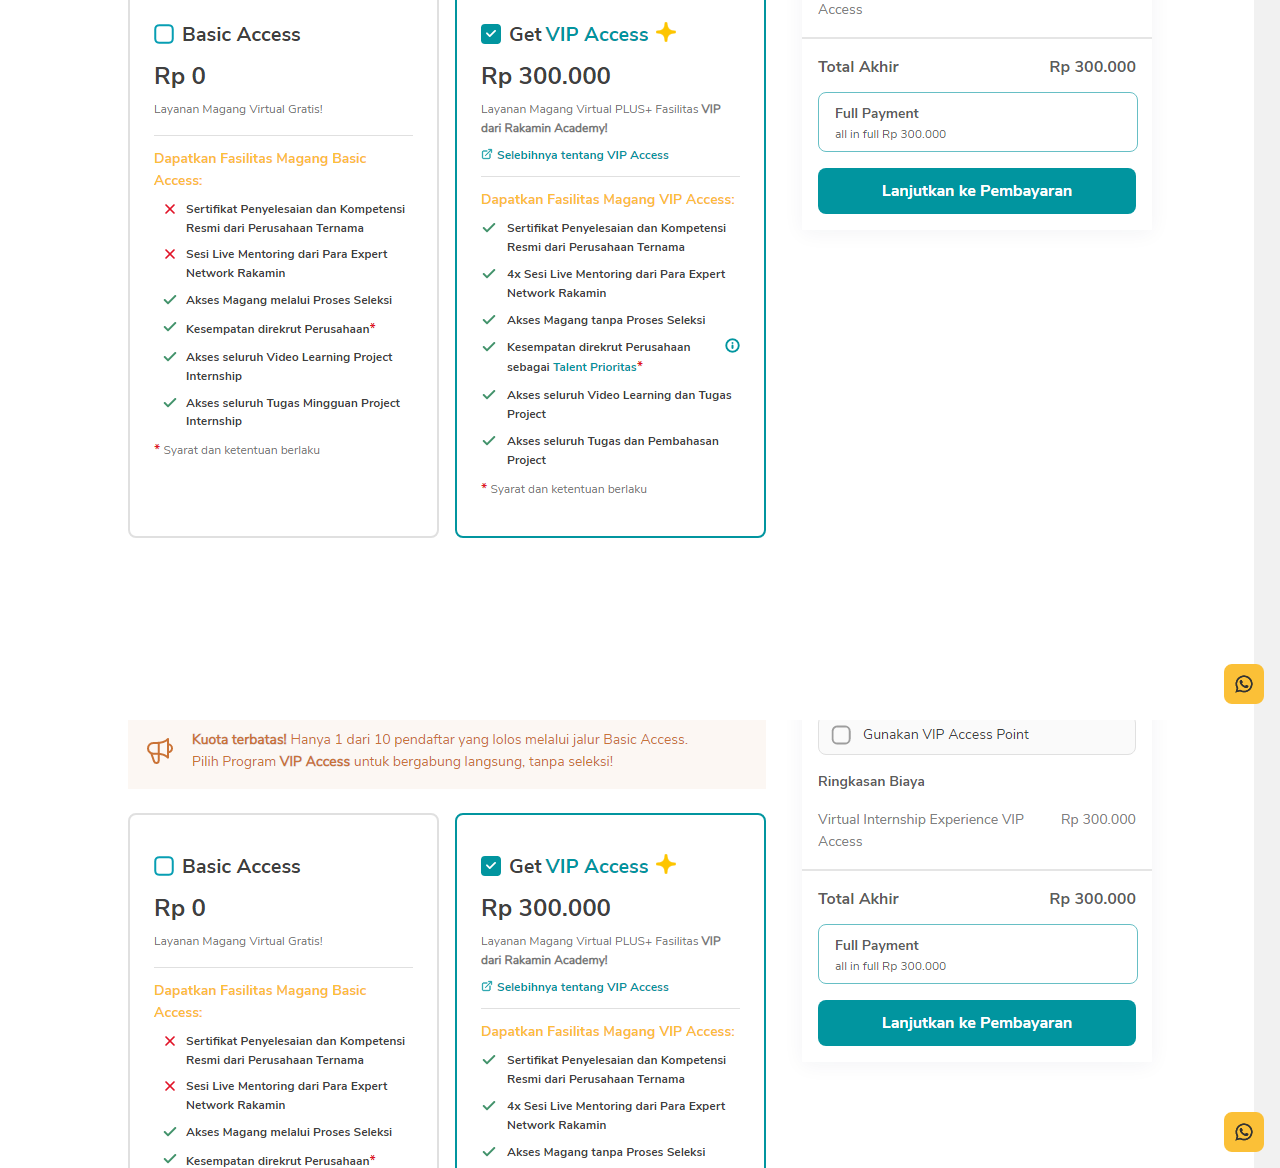 Basic Access
Rp 0
Layanan Magang Virtual Gratis!
Dapatkan Fasilitas Magang Basic
Access:
Sertifikat Penyelesaian dan Kompetensi
Resmi dari Perusahaan Ternama
Sesi Live Mentoring dari Para Expert
Network Rakamin
Akses Magang melalui Proses Seleksi
Kesempatan direkrut Perusahaan*
Akses seluruh Video Learning Project
Internship
Akses seluruh Tugas Mingguan Project
Internship
* Syarat dan ketentuan berlaku
Get VIP Access
Rp 300.000
Layanan Magang Virtual PLUS+ Fasilitas VIP
dari Rakamin Academy!
Selebihnya tentang VIP Access
Dapatkan Fasilitas Magang VIP Access:
Sertifikat Penyelesaian dan Kompetensi
Resmi dari Perusahaan Ternama
4x Sesi Live Mentoring dari Para Expert
Network Rakamin
Akses Magang tanpa Proses Seleksi
Kesempatan direkrut Perusahaan
sebagai Talent Prioritas*
Akses seluruh Video Learning dan Tugas
Project
Akses seluruh Tugas dan Pembahasan
Project
* Syarat dan ketentuan berlaku
Access
Total Akhir Rp 300.000
Full Payment
all in full Rp 300.000
Lanjutkan ke Pembayaran
Kuota terbatas! Hanya 1 dari 10 pendaftar yang lolos melalui jalur Basic Access.
Pilih Program VIP Access untuk bergabung langsung, tanpa seleksi!
Basic Access
Rp 0
Layanan Magang Virtual Gratis!
Dapatkan Fasilitas Magang Basic
Access:
Sertifikat Penyelesaian dan Kompetensi
Resmi dari Perusahaan Ternama
Sesi Live Mentoring dari Para Expert
Network Rakamin
Akses Magang melalui Proses Seleksi
Kesempatan direkrut Perusahaan*
Get VIP Access
Rp 300.000
Layanan Magang Virtual PLUS+ Fasilitas VIP
dari Rakamin Academy!
Selebihnya tentang VIP Access
Dapatkan Fasilitas Magang VIP Access:
Sertifikat Penyelesaian dan Kompetensi
Resmi dari Perusahaan Ternama
4x Sesi Live Mentoring dari Para Expert
Network Rakamin
Akses Magang tanpa Proses Seleksi
Gunakan VIP Access Point
Ringkasan Biaya
Virtual Internship Experience VIP Rp 300.000
Access
Total Akhir Rp 300.000
Full Payment
all in full Rp 300.000
Lanjutkan ke Pembayaran